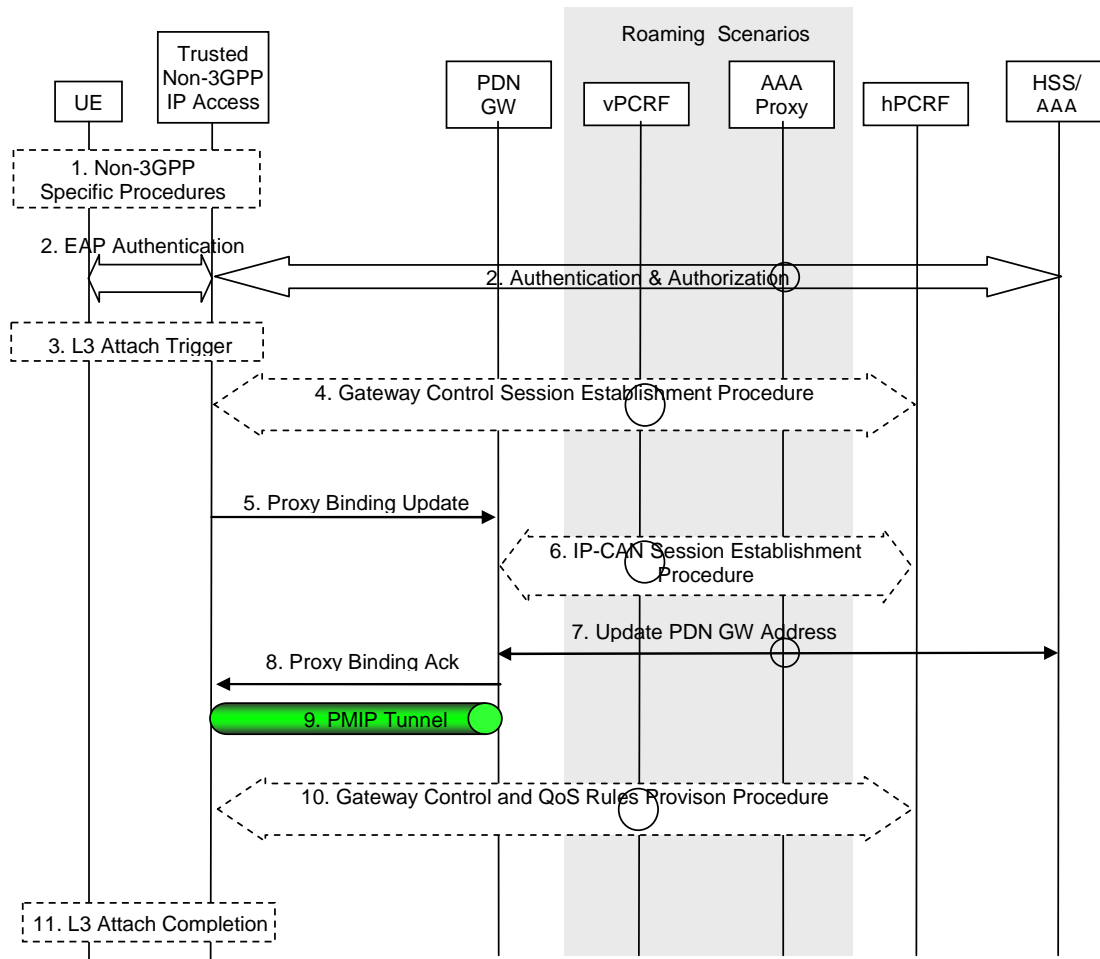 Roaming Scenarios
UE
Trusted
Non-3GPP
IP Access
PDN
GW
vPCRF
AAA
Proxy
hPCRF
HSS/
AAA
1. Non-3GPP
Specific Procedures
2. EAP Authentication
2. Authentication & Authorization
3. L3 Attach Trigger
4. Gateway Control Session Establishment Procedure
5. Proxy Binding Update
6. IP-CAN Session Establishment
Procedure
7. Update PDN GW Address
8. Proxy Binding Ack
9. PMIP Tunnel
10. Gateway Control and QoS Rules Provison Procedure
11. L3 Attach Completion